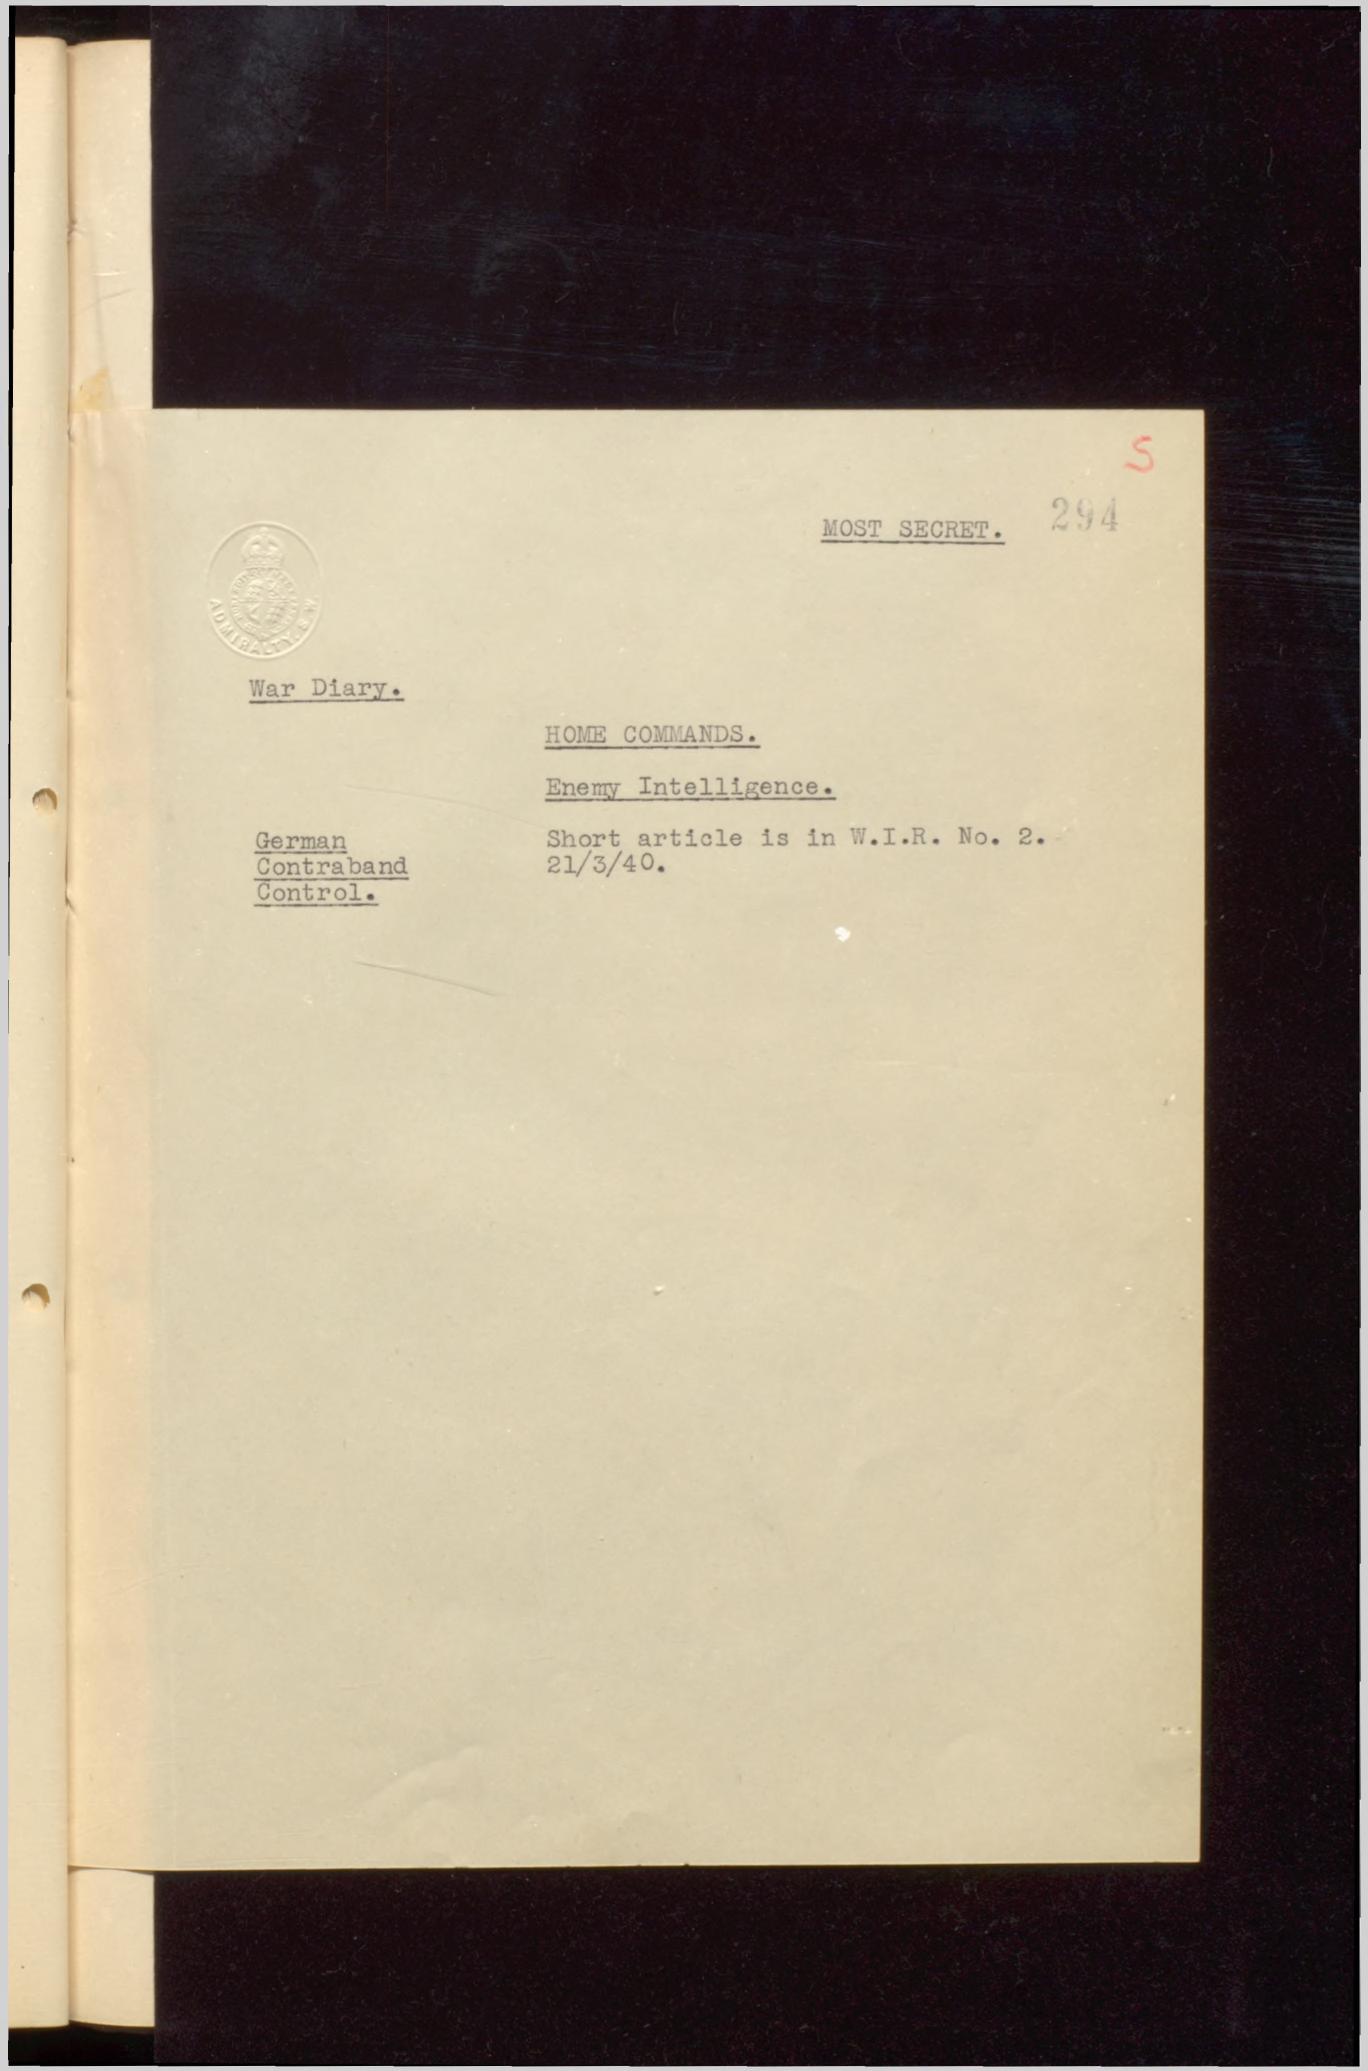 S
MOST SECRET. 294
ADMIRALTY. S.W.
War Diary.
HOME COMMANDS.
Enemy Intelligence.
German
Contraband
Control.
Short article is in W.I.R. No. 2.
21/3/40.